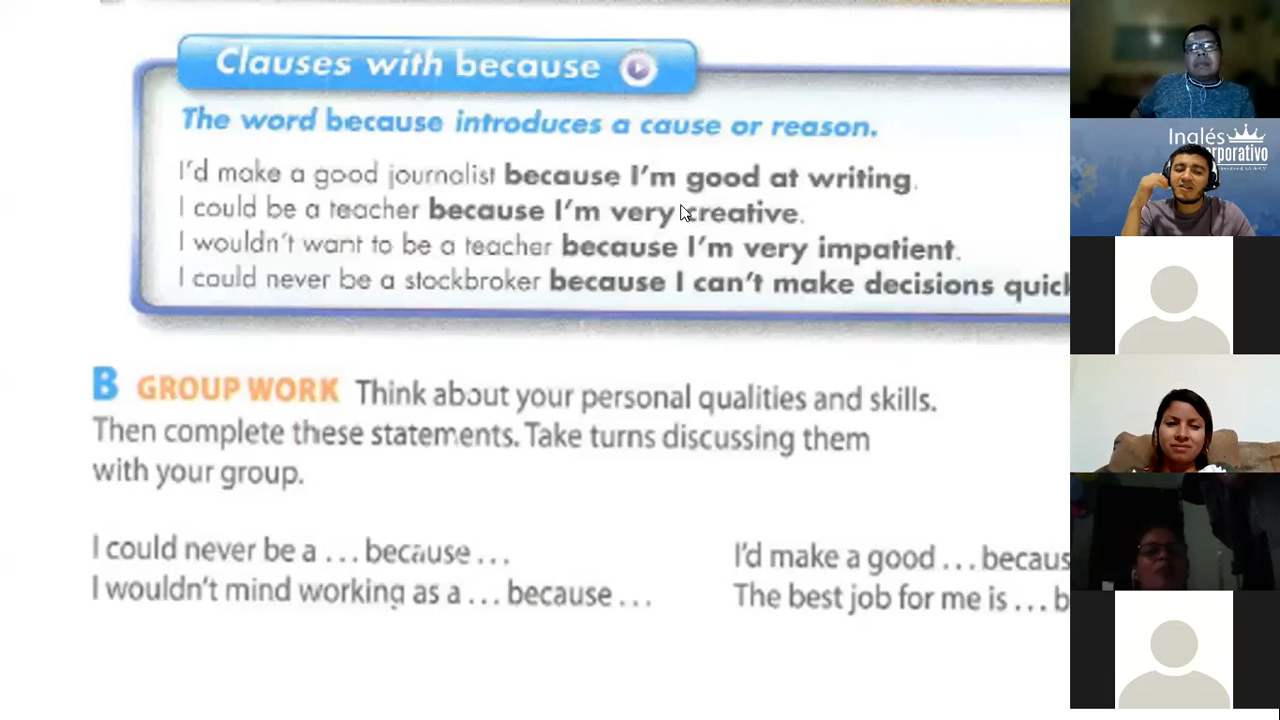 Clauses with because
The word because introduces a cause or reason.
I'd make a good journalist because I'm good at writing.
I could be a teacher because I'm very creative.
I wouldn't want to be a teacher because I'm very impatient.
I could never be a stockbroker because I can't make decisions quick
B GROUP WORK Think about your personal qualities and skills.
Then complete these statements. Take turns discussing them
with your group.
I could never be a ... because ...
I wouldn't mind working as a ... because ...
I'd make a good ... becaus
The best job for me is ... b
Inglés
orporativo